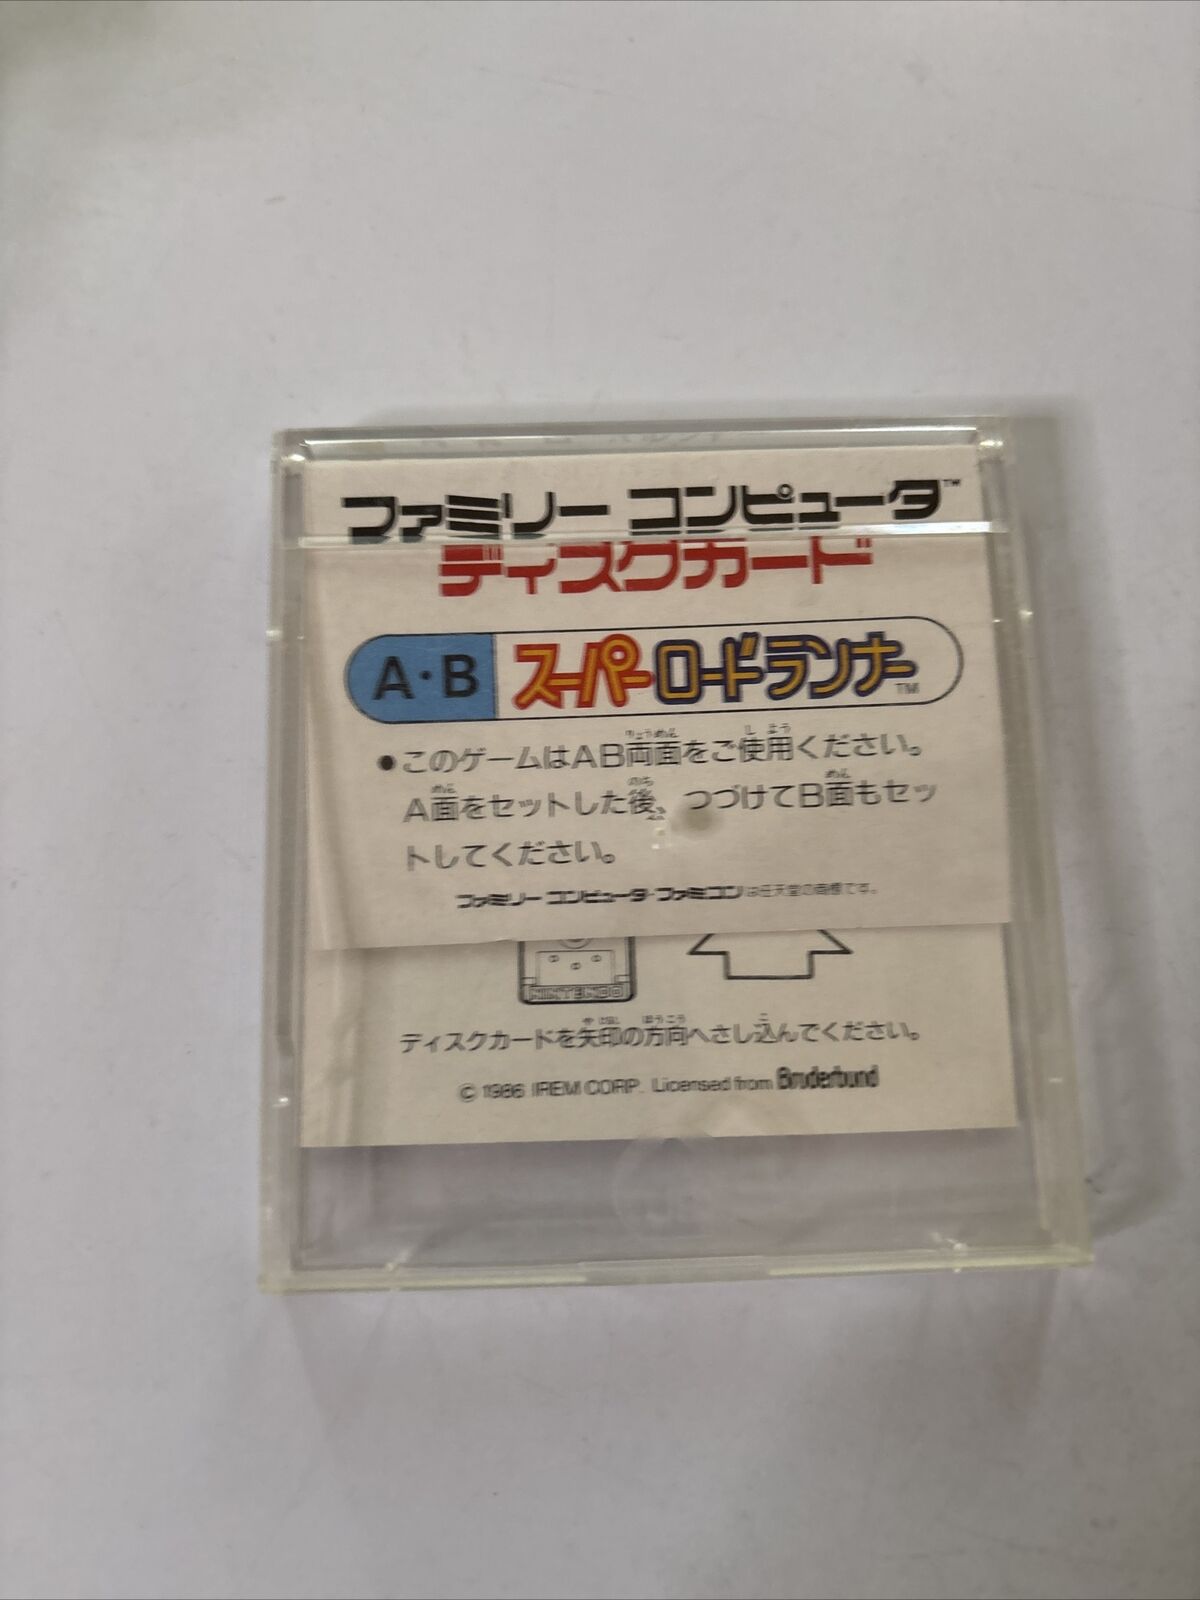 ファミリー コンピュータ™
ディスクカード
A・B スーパーロードランナー™
●このゲームはAB両面をご使用ください。
A面をセットした後、つづけてB面もセッ
トしてください。
ファミリー コンピュータ・ファミコンは任天堂の商標です。
NINTENDO
ディスクカードを矢印の方向へさし込んでください。
© 1986 IREM CORP. Licensed from Brøderbund